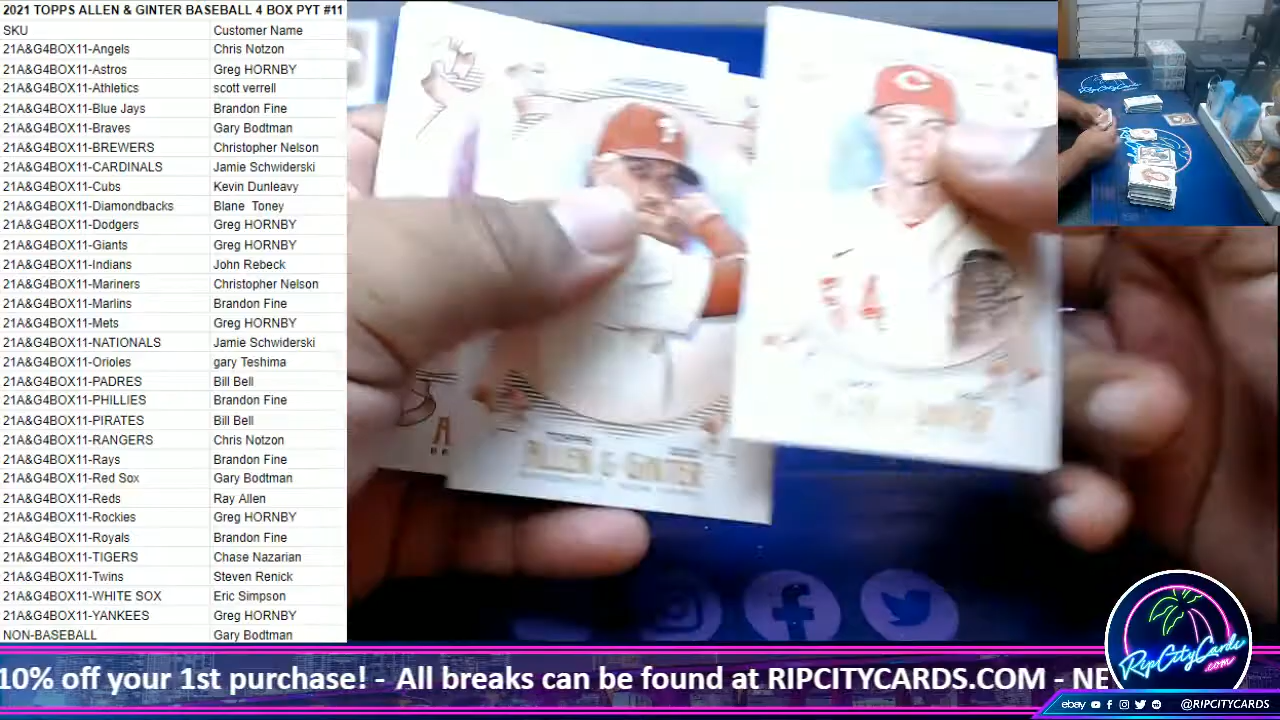 2021 TOPPS ALLEN & GINTER BASEBALL 4 BOX PYT #11
SKU Customer Name
21A&G4BOX11-Angels Chris Notzon
21A&G4BOX11-Astros Greg HORNBY
21A&G4BOX11-Athletics scott verrell
21A&G4BOX11-Blue Jays Brandon Fine
21A&G4BOX11-Braves Gary Bodtman
21A&G4BOX11-BREWERS Christopher Nelson
21A&G4BOX11-CARDINALS Jamie Schwiderski
21A&G4BOX11-Cubs Kevin Dunleavy
21A&G4BOX11-Diamondbacks Blane Toney
21A&G4BOX11-Dodgers Greg HORNBY
21A&G4BOX11-Giants Greg HORNBY
21A&G4BOX11-Indians John Rebeck
21A&G4BOX11-Mariners Christopher Nelson
21A&G4BOX11-Marlins Brandon Fine
21A&G4BOX11-Mets Greg HORNBY
21A&G4BOX11-NATIONALS Jamie Schwiderski
21A&G4BOX11-Orioles gary Teshima
21A&G4BOX11-PADRES Bill Bell
21A&G4BOX11-PHILLIES Brandon Fine
21A&G4BOX11-PIRATES Bill Bell
21A&G4BOX11-RANGERS Chris Notzon
21A&G4BOX11-Rays Brandon Fine
21A&G4BOX11-Red Sox Gary Bodtman
21A&G4BOX11-Reds Ray Allen
21A&G4BOX11-Rockies Greg HORNBY
21A&G4BOX11-Royals Brandon Fine
21A&G4BOX11-TIGERS Chase Nazarian
21A&G4BOX11-Twins Steven Renick
21A&G4BOX11-WHITE SOX Eric Simpson
21A&G4BOX11-YANKEES Greg HORNBY
NON-BASEBALL Gary Bodtman
C
P
54
ALLEN & GINTER
A
10% off your 1st purchase! - All breaks can be found at RIPCITYCARDS.COM - NE
RipCityCards
.com
ebay @RIPCITYCARDS